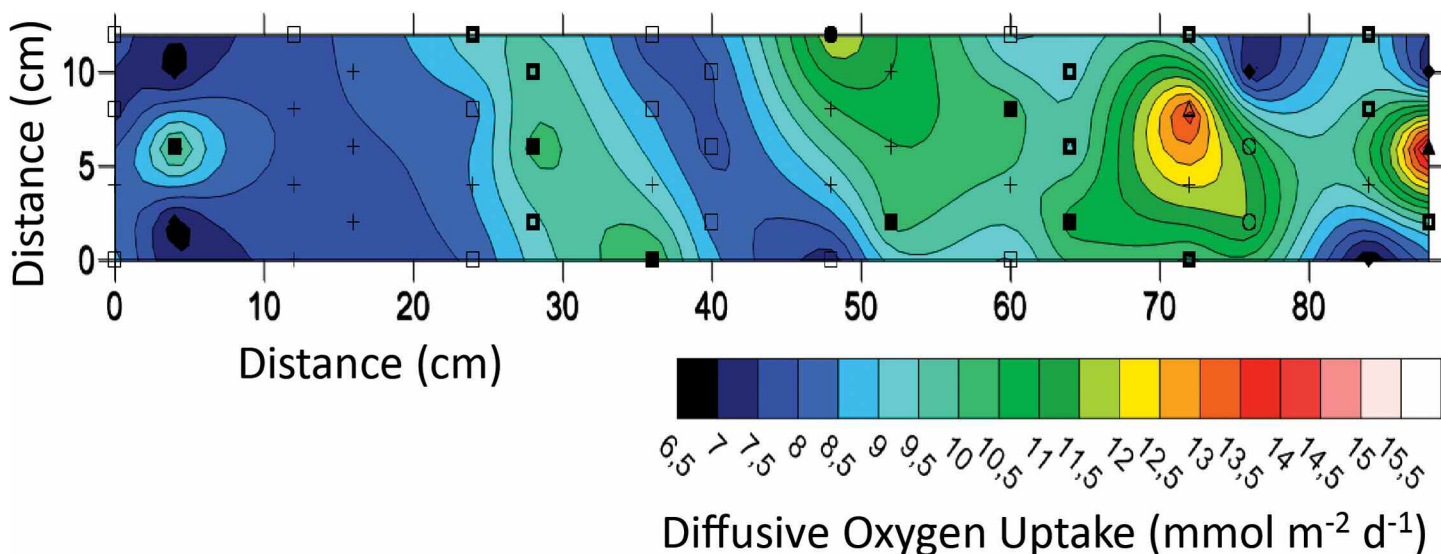 Distance (cm)
10
5
0
0 10 20 30 40 50 60 70 80
Distance (cm)
6,5 7 7,5 8 8,5 9 9,5 10 10,5 11 11,5 12 12,5 13 13,5 14 14,5 15 15,5
Diffusive Oxygen Uptake (mmol m⁻² d⁻¹)